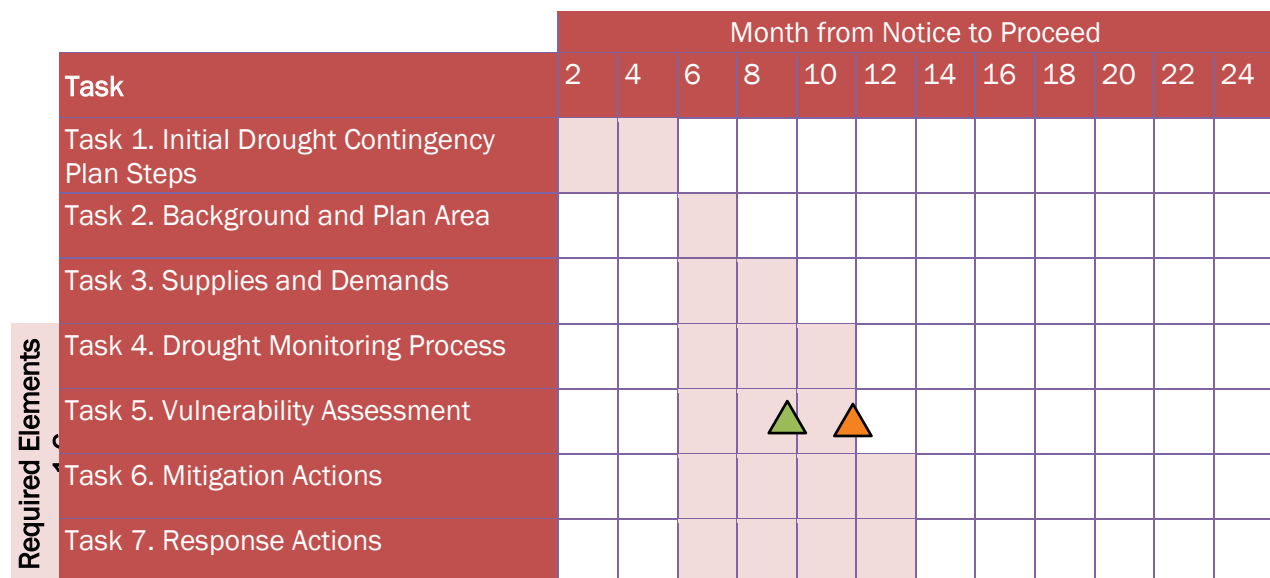 Month from Notice to Proceed
Task
2 4 6 8 10 12 14 16 18 20 22 24
Task 1. Initial Drought Contingency
Plan Steps
Task 2. Background and Plan Area
Task 3. Supplies and Demands
Task 4. Drought Monitoring Process
Task 5. Vulnerability Assessment
Task 6. Mitigation Actions
Task 7. Response Actions
Required Elements